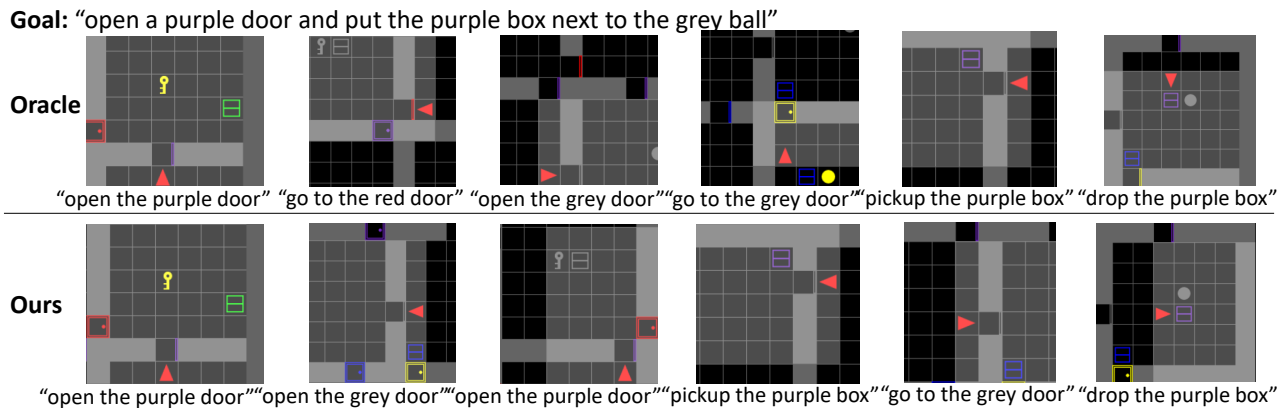 Goal: “open a purple door and put the purple box next to the grey ball”
Oracle
“open the purple door” “go to the red door” “open the grey door” “go to the grey door” “pickup the purple box” “drop the purple box”
Ours
“open the purple door” “open the grey door” “open the purple door” “pickup the purple box” “go to the grey door” “drop the purple box”